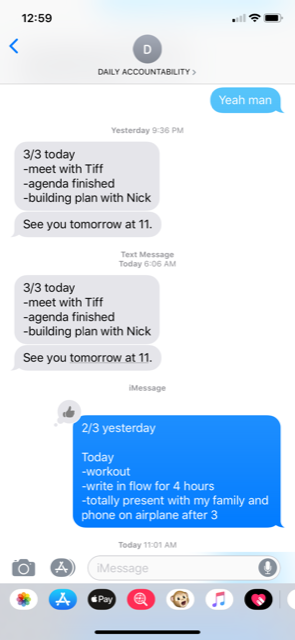 12:59
D
DAILY ACCOUNTABILITY >
Yeah man
Yesterday 9:36 PM
3/3 today
-meet with Tiff
-agenda finished
-building plan with Nick
See you tomorrow at 11.
Text Message
Today 6:06 AM
3/3 today
-meet with Tiff
-agenda finished
-building plan with Nick
See you tomorrow at 11.
iMessage
2/3 yesterday
Today
-workout
-write in flow for 4 hours
-totally present with my family and
phone on airplane after 3
Today 11:01 AM
iMessage
Pay